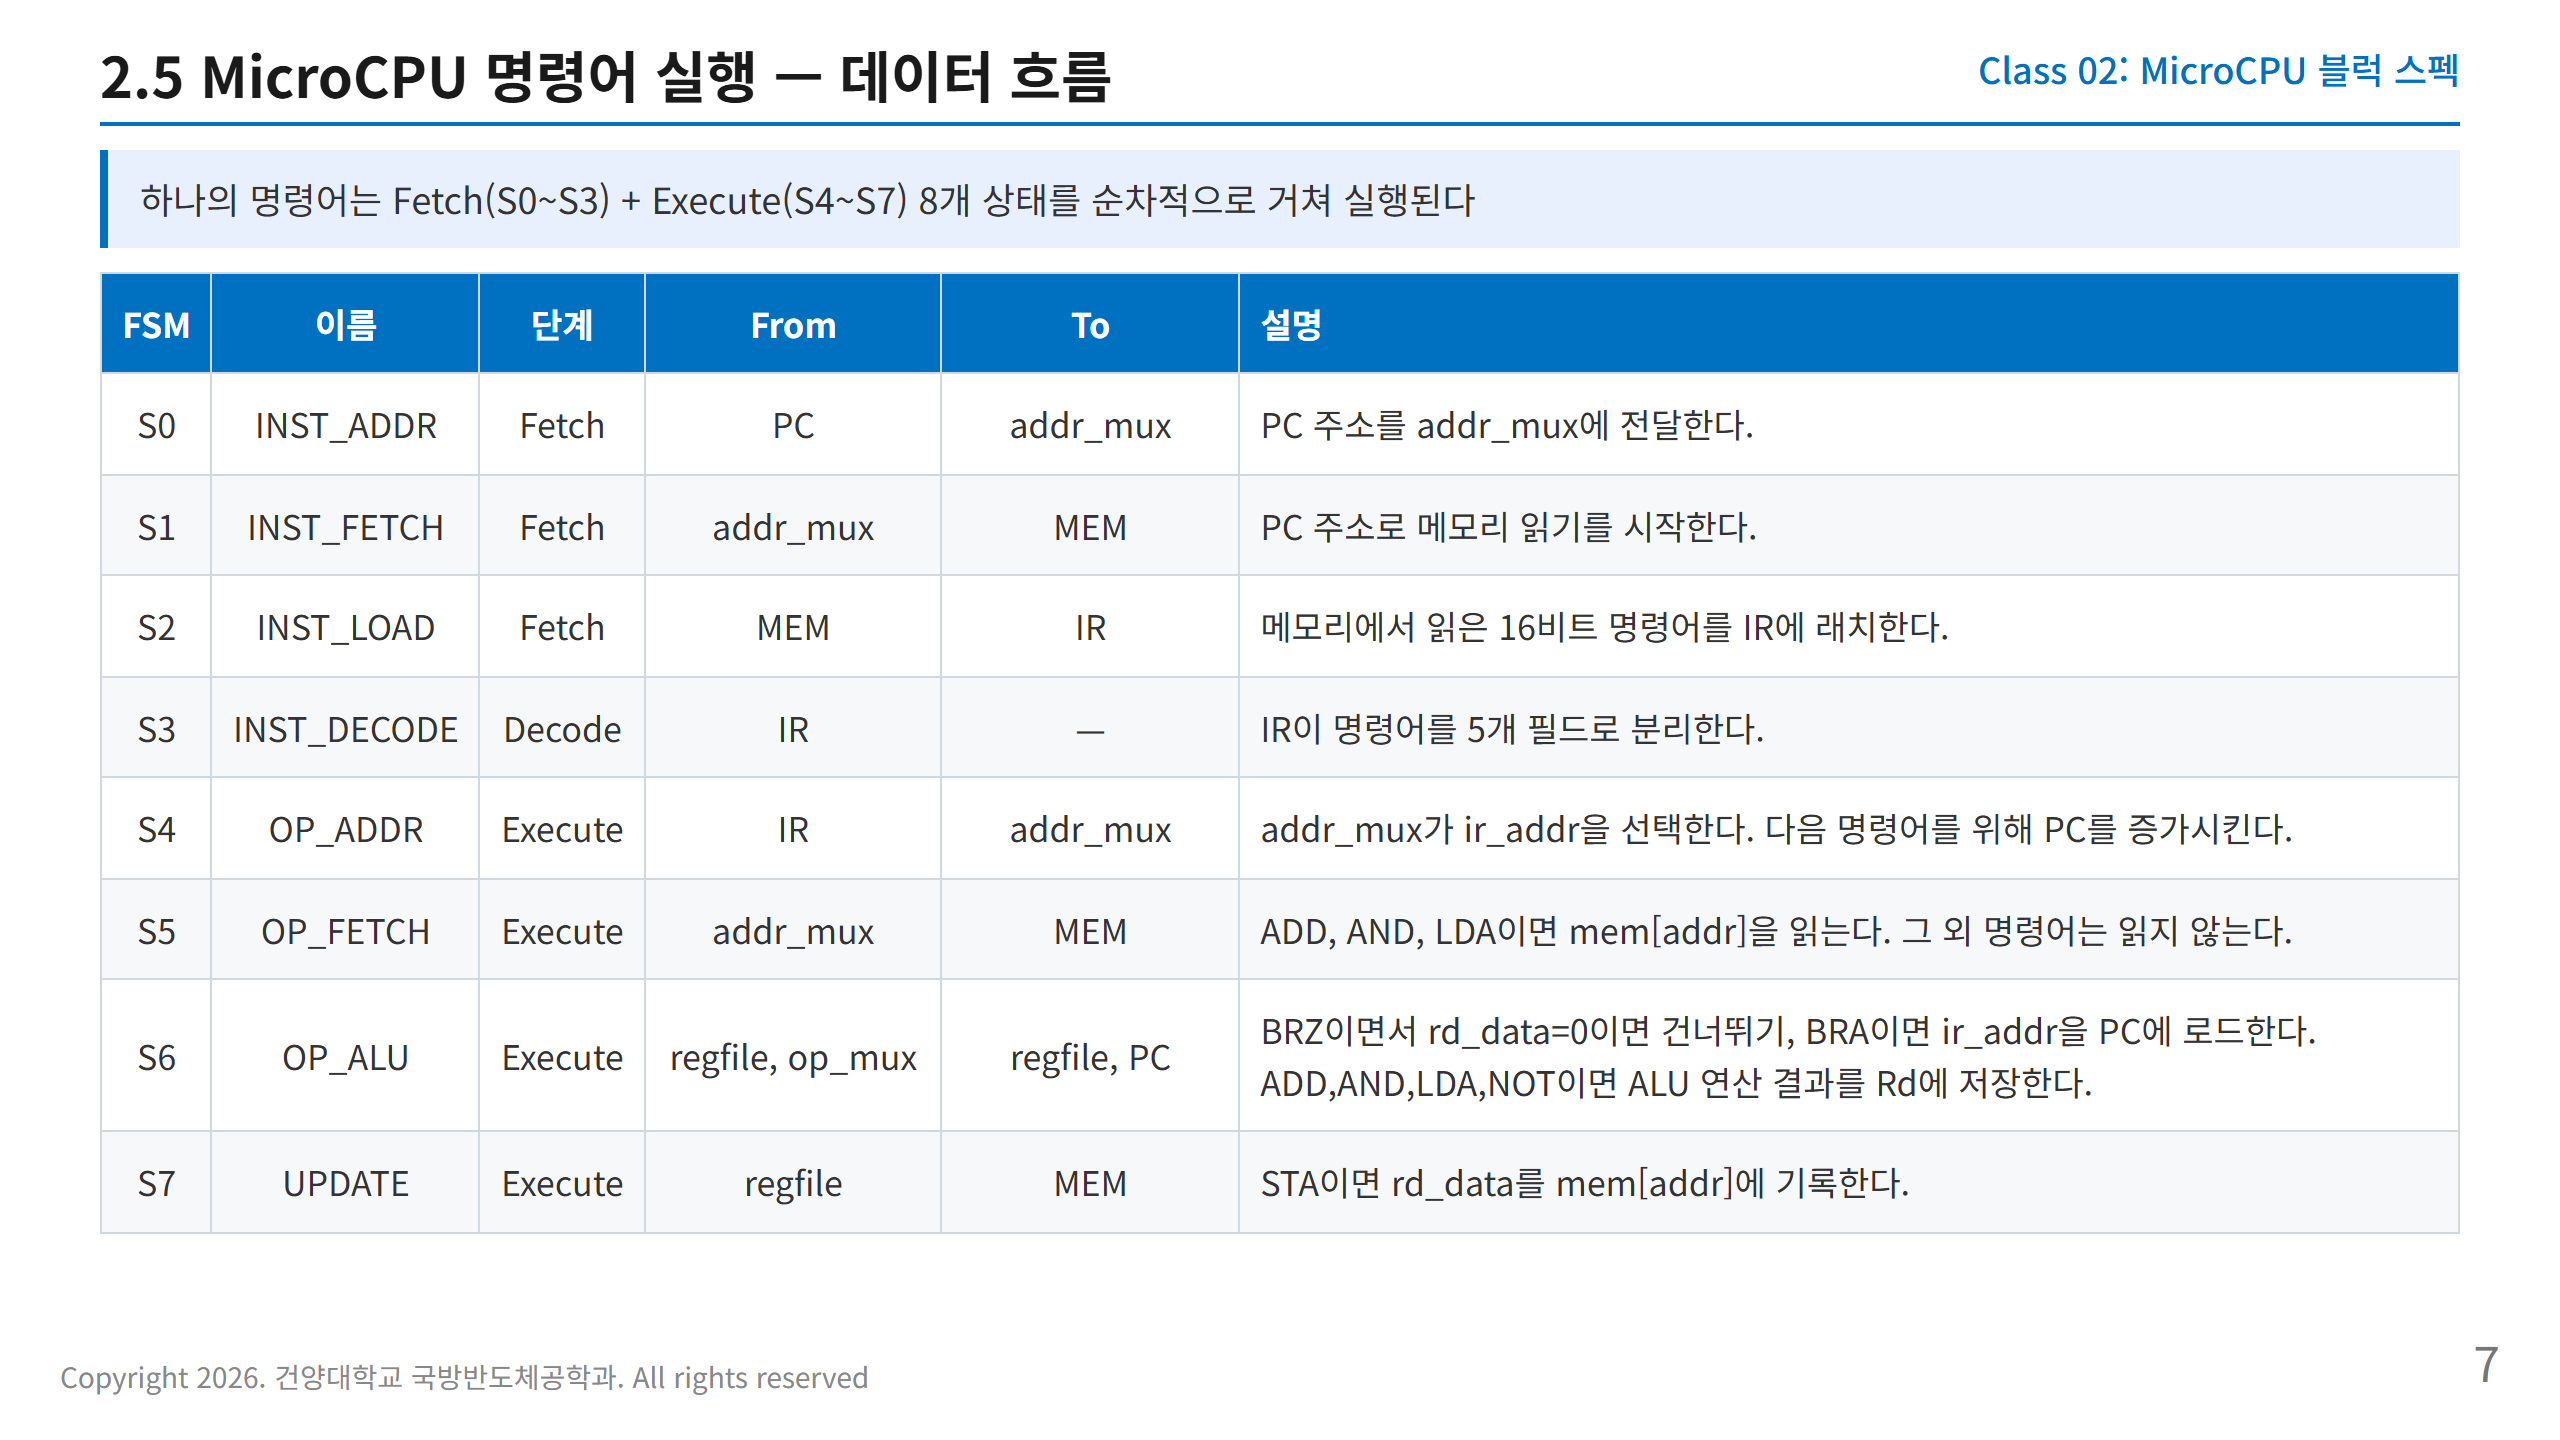 2.5 MicroCPU 명령어 실행 — 데이터 흐름
Class 02: MicroCPU 블럭 스펙
하나의 명령어는 Fetch(S0~S3) + Execute(S4~S7) 8개 상태를 순차적으로 거쳐 실행된다
FSM 이름 단계 From To 설명
S0 INST_ADDR Fetch PC addr_mux PC 주소를 addr_mux에 전달한다.
S1 INST_FETCH Fetch addr_mux MEM PC 주소로 메모리 읽기를 시작한다.
S2 INST_LOAD Fetch MEM IR 메모리에서 읽은 16비트 명령어를 IR에 래치한다.
S3 INST_DECODE Decode IR — IR이 명령어를 5개 필드로 분리한다.
S4 OP_ADDR Execute IR addr_mux addr_mux가 ir_addr을 선택한다. 다음 명령어를 위해 PC를 증가시킨다.
S5 OP_FETCH Execute addr_mux MEM ADD, AND, LDA이면 mem[addr]을 읽는다. 그 외 명령어는 읽지 않는다.
S6 OP_ALU Execute regfile, op_mux regfile, PC BRZ이면서 rd_data=0이면 건너뛰기, BRA이면 ir_addr을 PC에 로드한다.
ADD,AND,LDA,NOT이면 ALU 연산 결과를 Rd에 저장한다.
S7 UPDATE Execute regfile MEM STA이면 rd_data를 mem[addr]에 기록한다.
Copyright 2026. 건양대학교 국방반도체공학과. All rights reserved
7